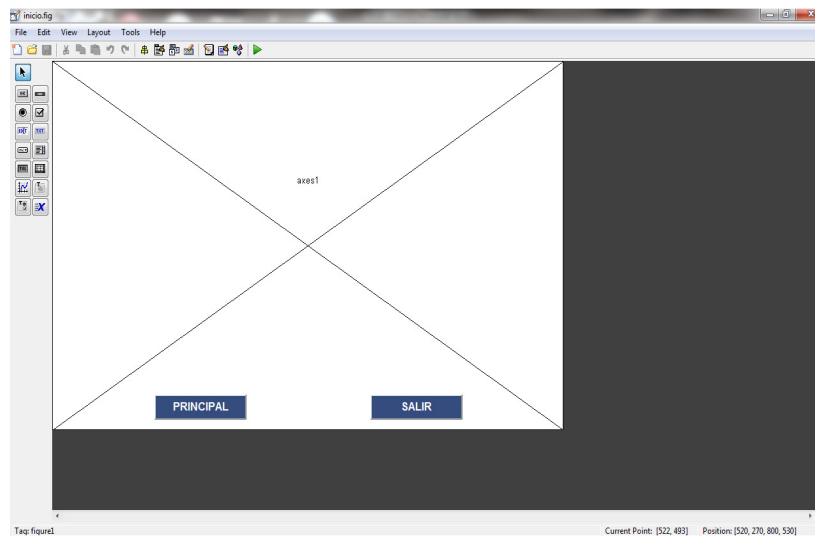 inicio.fig
File Edit View Layout Tools Help
axes1
PRINCIPAL SALIR
Tag: figure1 Current Point: [522, 493] Position: [520, 270, 800, 530]